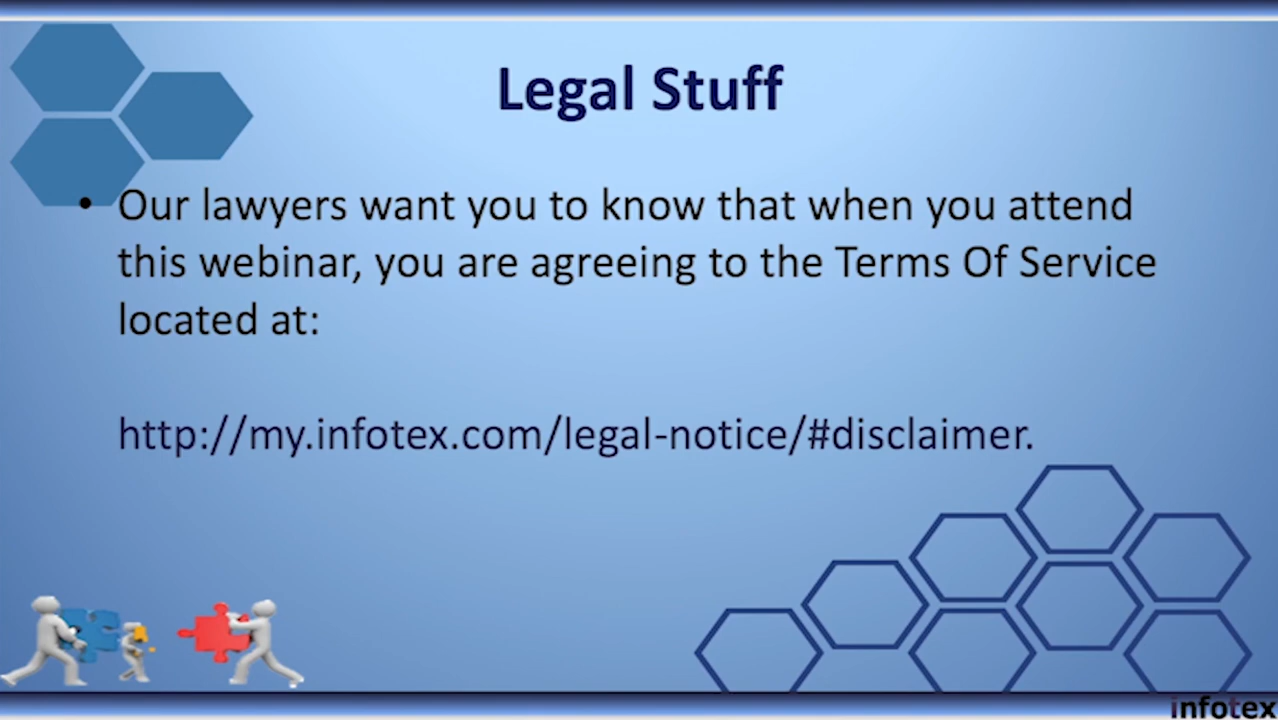 Legal Stuff
• Our lawyers want you to know that when you attend
this webinar, you are agreeing to the Terms Of Service
located at:
http://my.infotex.com/legal-notice/#disclaimer.
infotex